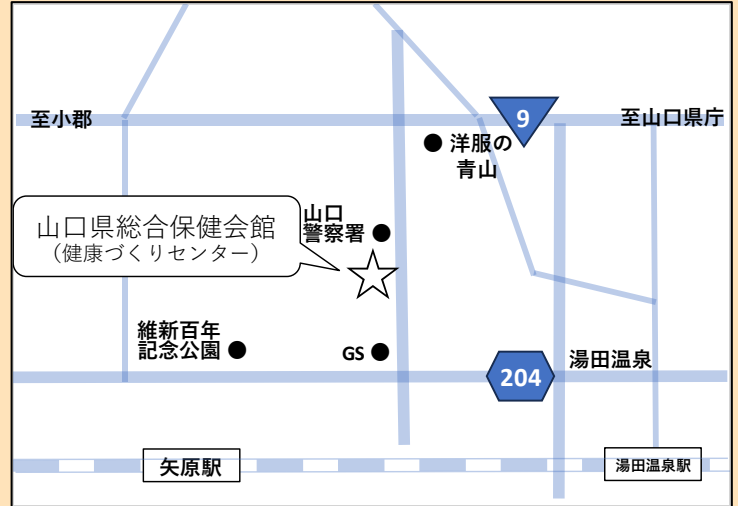 至小郡
9
至山口県庁
洋服の
青山
山口県総合保健会館
（健康づくりセンター）
山口
警察署
維新百年
記念公園
GS
204
湯田温泉
矢原駅
湯田温泉駅